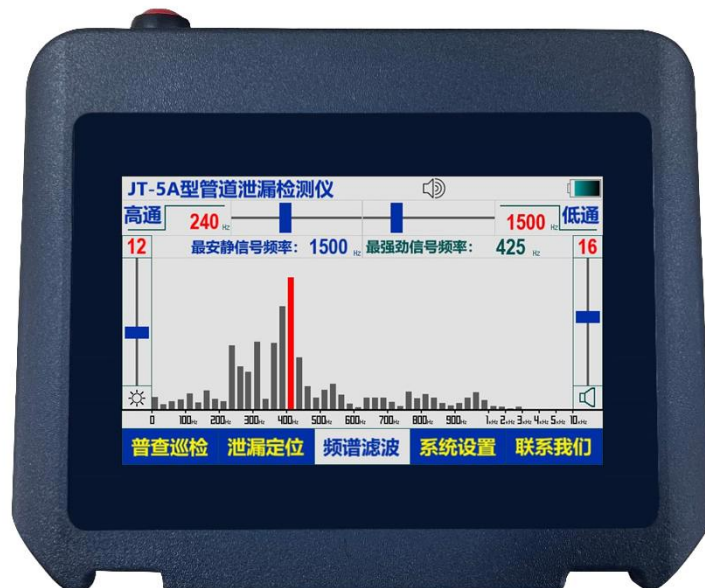 JT-5A型管道泄漏检测仪
高通 240 Hz 1500 Hz 低通
12 最安静信号频率： 1500 Hz 最强劲信号频率： 425 Hz 16
0 100Hz 200Hz 300Hz 400Hz 500Hz 600Hz 700Hz 800Hz 900Hz 1KHz 2KHz 3KHz 4KHz 5KHz 10KHz
普查巡检 泄漏定位 频谱滤波 系统设置 联系我们